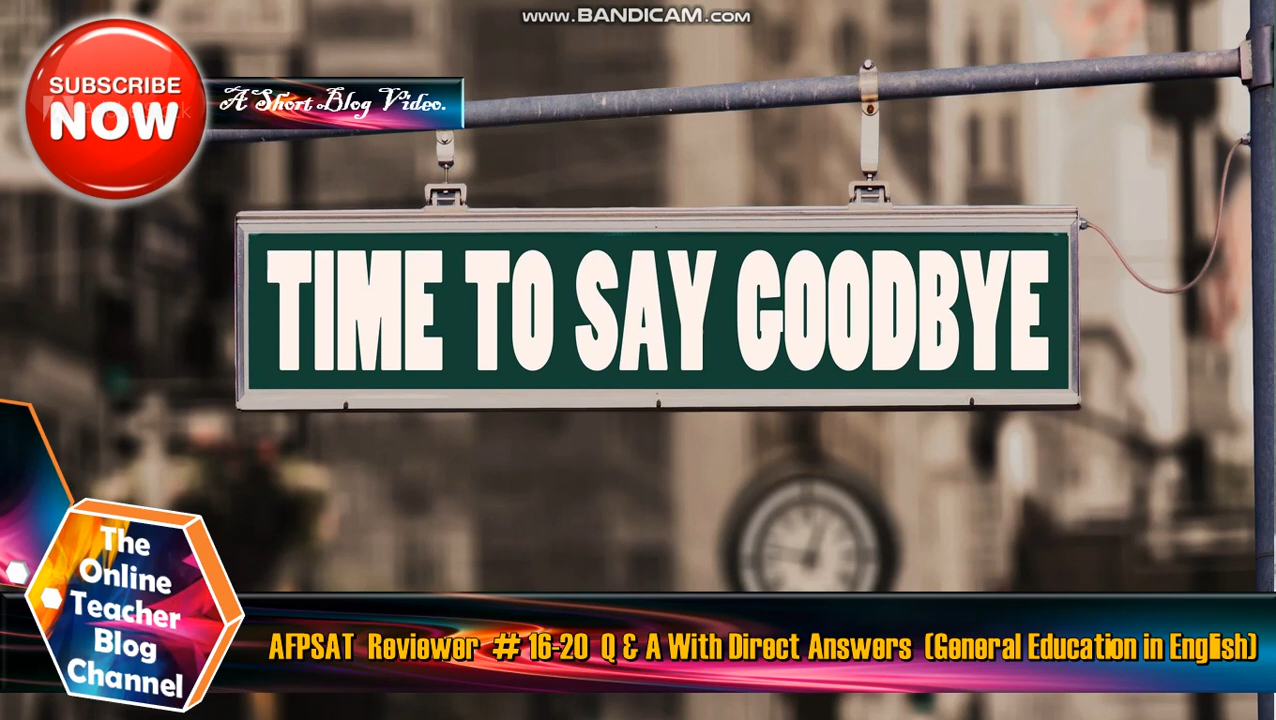 www.BANDICAM.com
SUBSCRIBE
NOW
A Short Blog Video.
TIME TO SAY GOODBYE
The
Online
Teacher
Blog
Channel
AFPSAT Reviewer # 16-20 Q & A With Direct Answers (General Education in English)